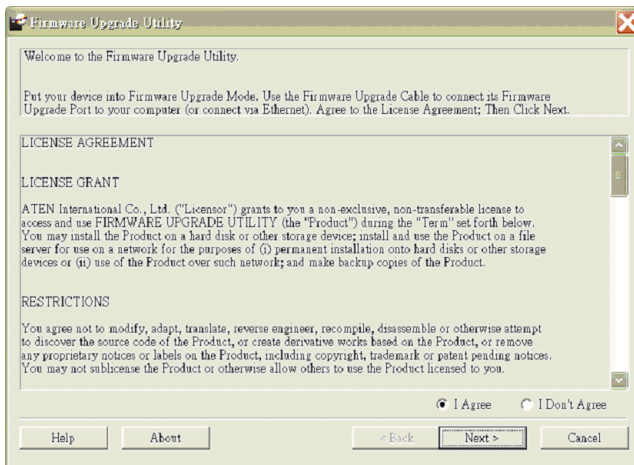 Firmware Upgrade Utility
Welcome to the Firmware Upgrade Utility.
Put your device into Firmware Upgrade Mode. Use the Firmware Upgrade Cable to connect its Firmware
Upgrade Port to your computer (or connect via Ethernet). Agree to the License Agreement; Then Click Next.
LICENSE AGREEMENT
LICENSE GRANT
ATEN International Co., Ltd. ("Licensor") grants to you a non-exclusive, non-transferable license to
access and use FIRMWARE UPGRADE UTILITY (the "Product") during the "Term" set forth below.
You may install the Product on a hard disk or other storage device; install and use the Product on a file
server for use on a network for the purposes of (i) permanent installation onto hard disks or other storage
devices or (ii) use of the Product over such network; and make backup copies of the Product.
RESTRICTIONS
You agree not to modify, adapt, translate, reverse engineer, recompile, disassemble or otherwise attempt
to discover the source code of the Product, or create derivative works based on the Product, or remove
any proprietary notices or labels on the Product, including copyright, trademark or patent pending notices.
You may not sublicense the Product or otherwise allow others to use the Product licensed to you.
I Agree
I Don't Agree
Help
About
< Back
Next >
Cancel